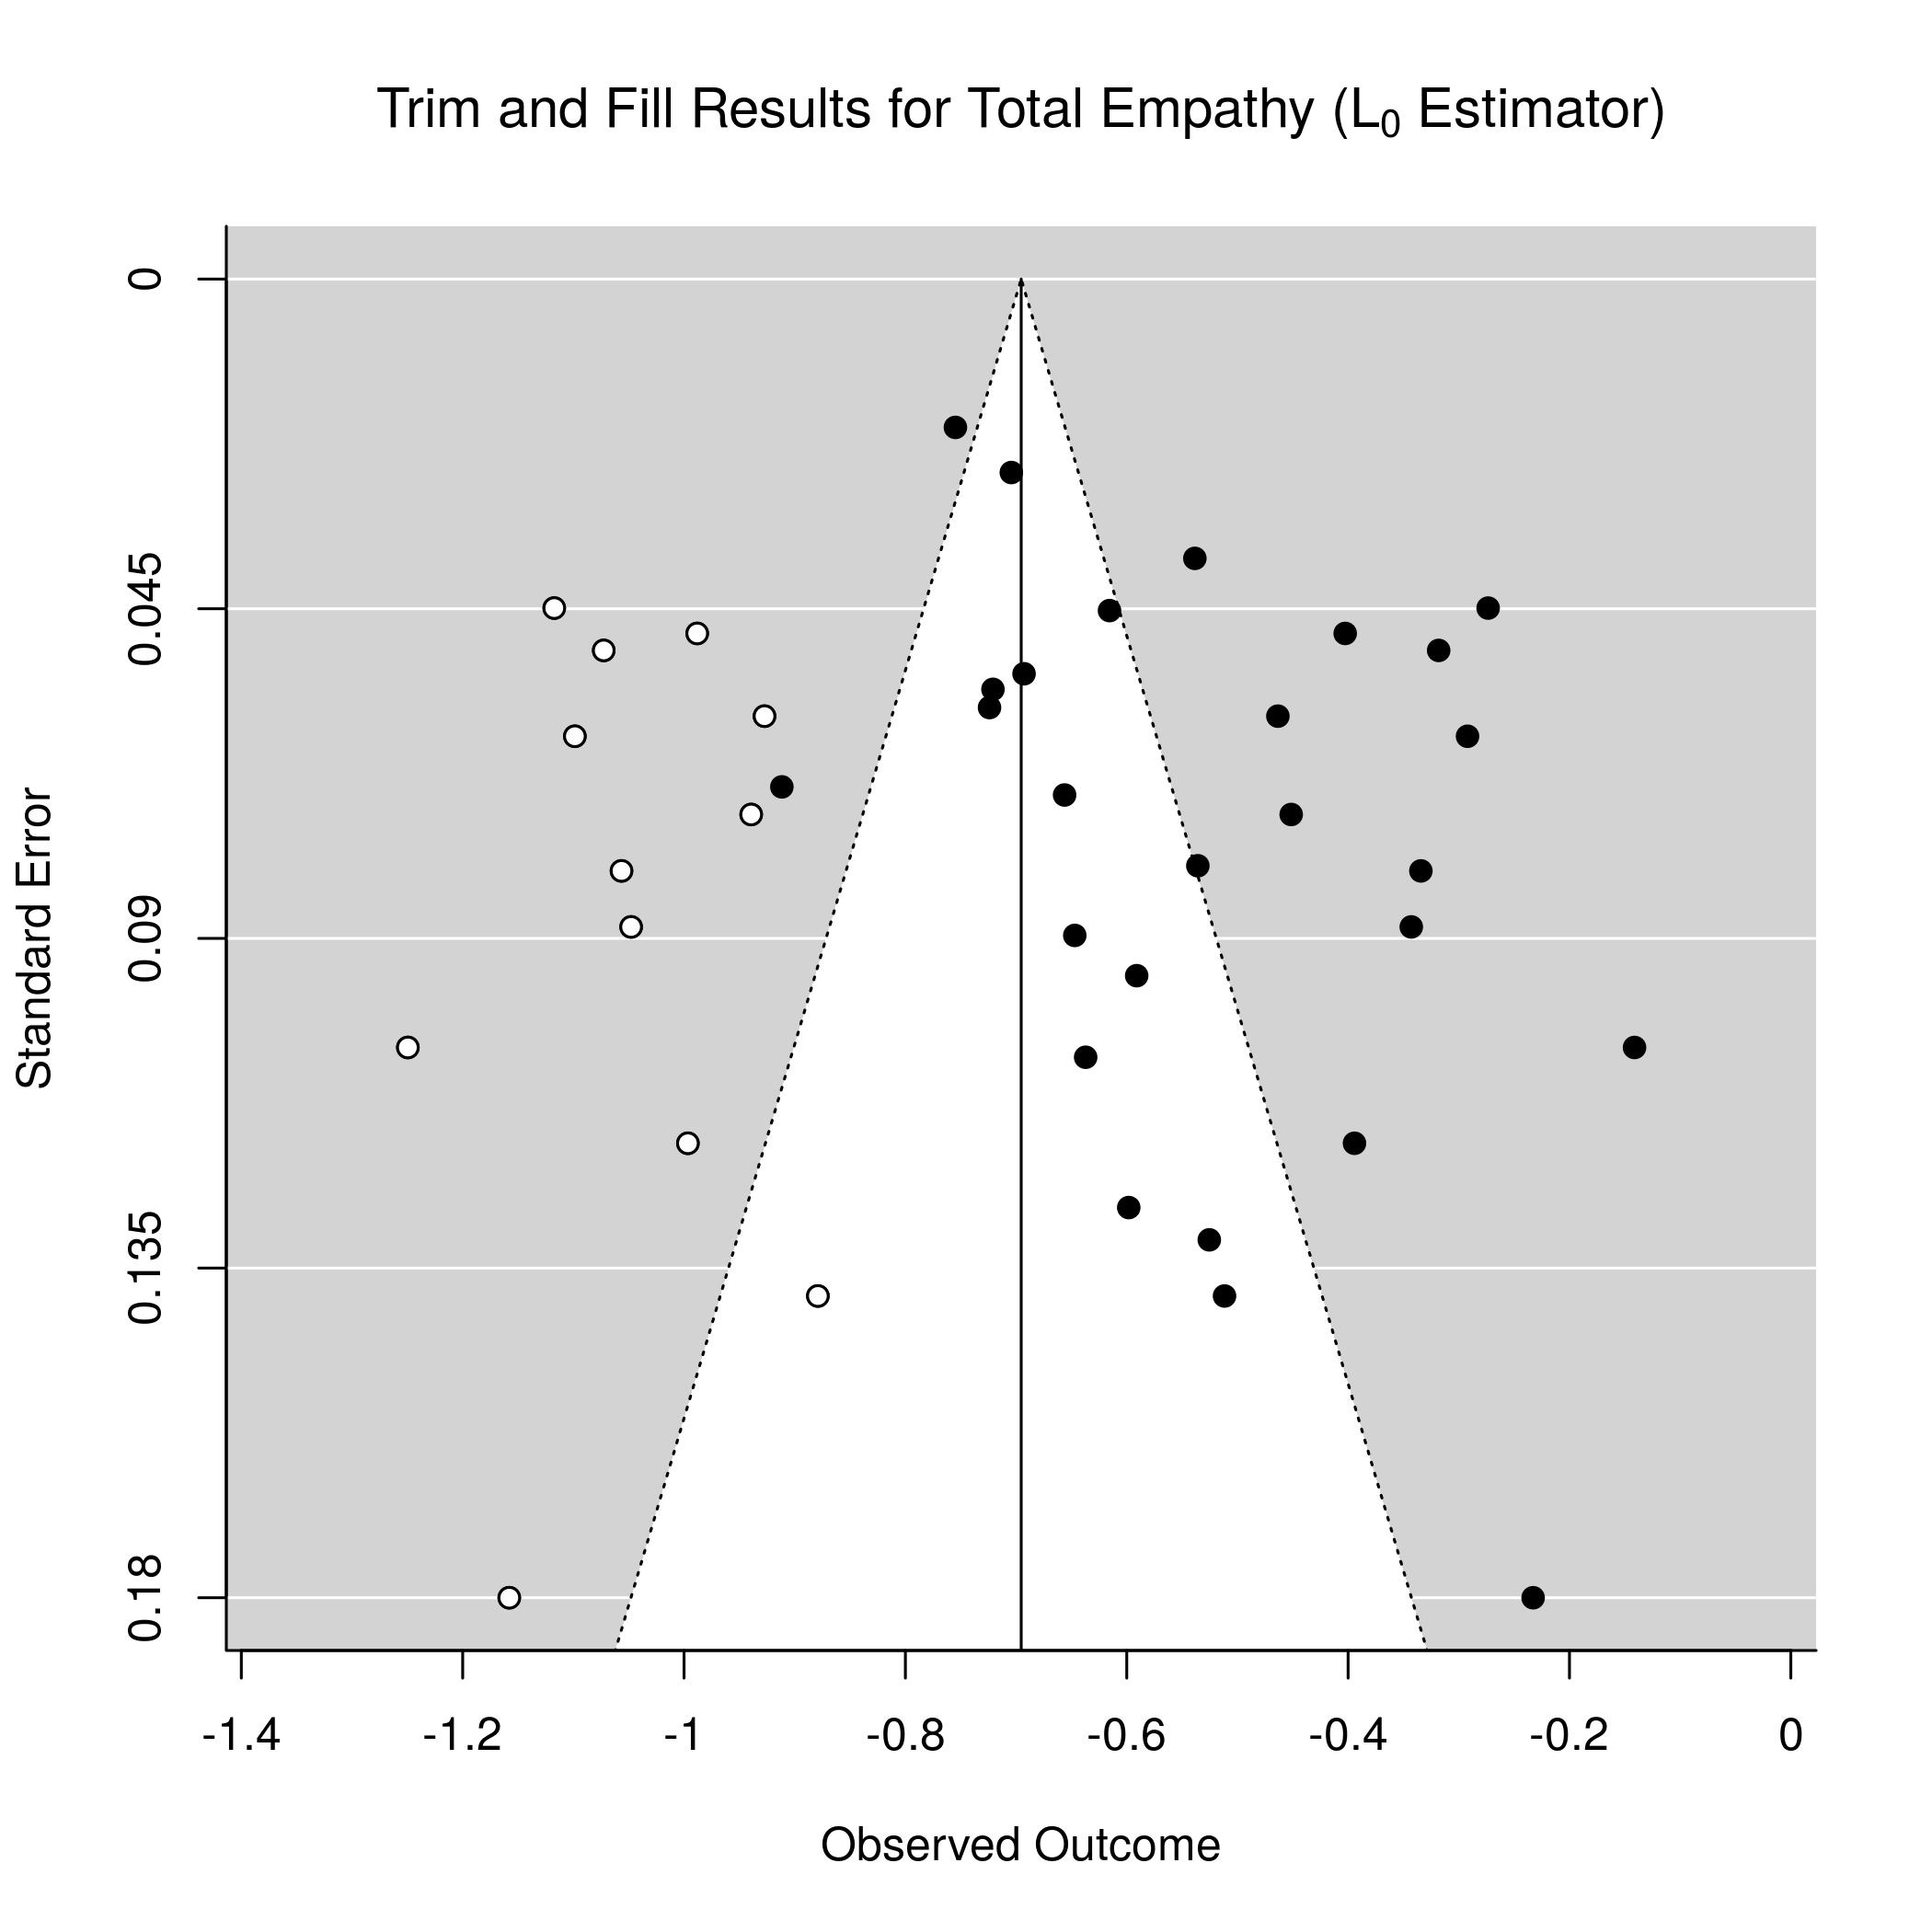 Trim and Fill Results for Total Empathy (L₀ Estimator)
Standard Error
0
0.045
0.09
0.135
0.18
-1.4 -1.2 -1 -0.8 -0.6 -0.4 -0.2 0
Observed Outcome